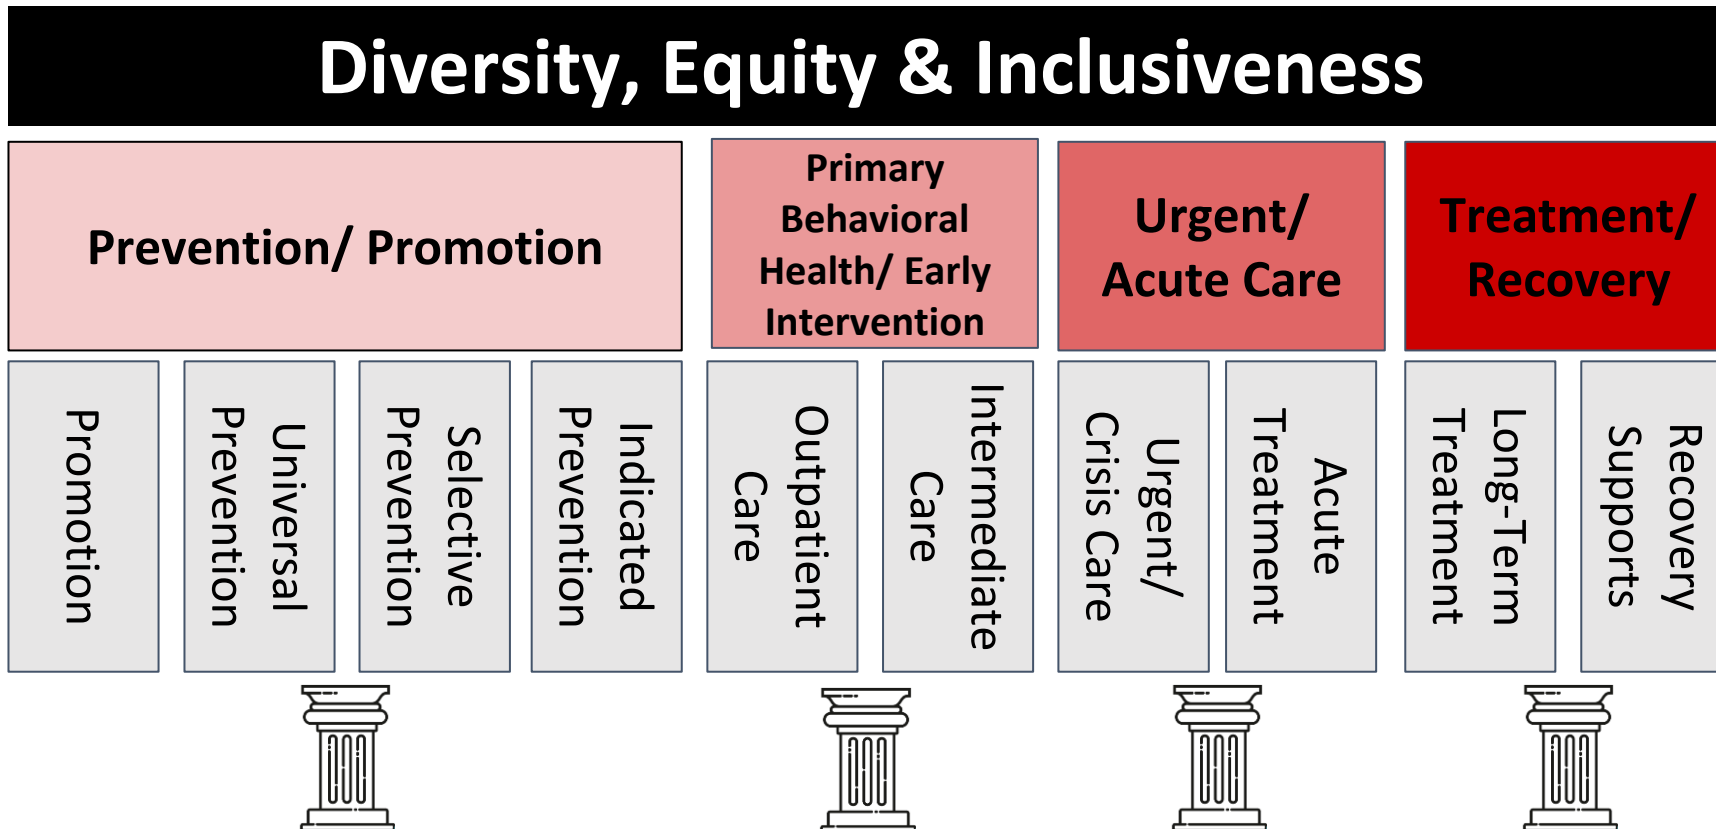 Diversity, Equity & Inclusiveness
Prevention/ Promotion
Primary
Behavioral
Health/ Early
Intervention
Urgent/
Acute Care
Treatment/
Recovery
Promotion
Universal
Prevention
Selective
Prevention
Indicated
Prevention
Outpatient
Care
Intermediate
Care
Urgent/
Crisis Care
Acute
Treatment
Long-Term
Treatment
Recovery
Supports